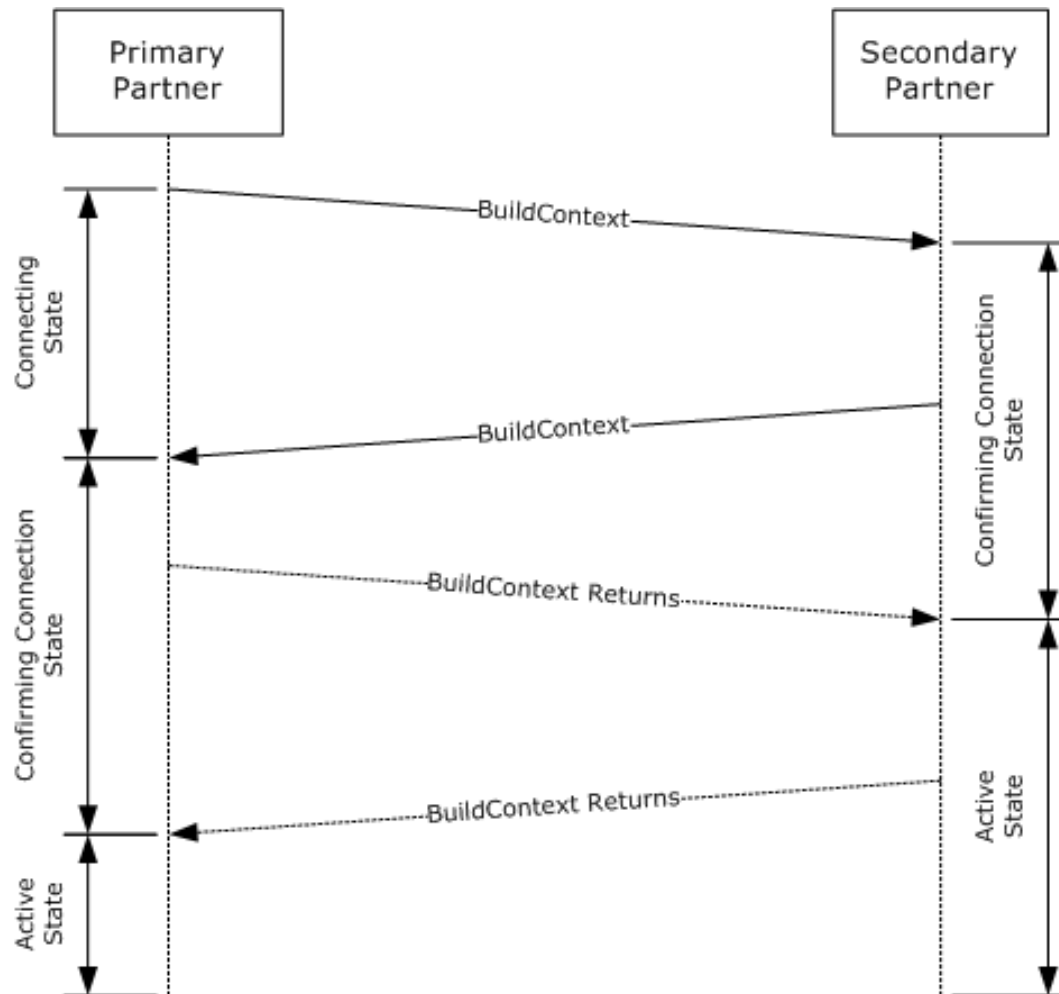 Primary
Partner
Secondary
Partner
BuildContext
Connecting
State
Confirming Connection
State
BuildContext
BuildContext Returns
Confirming Connection
State
BuildContext Returns
Active
State
Active
State